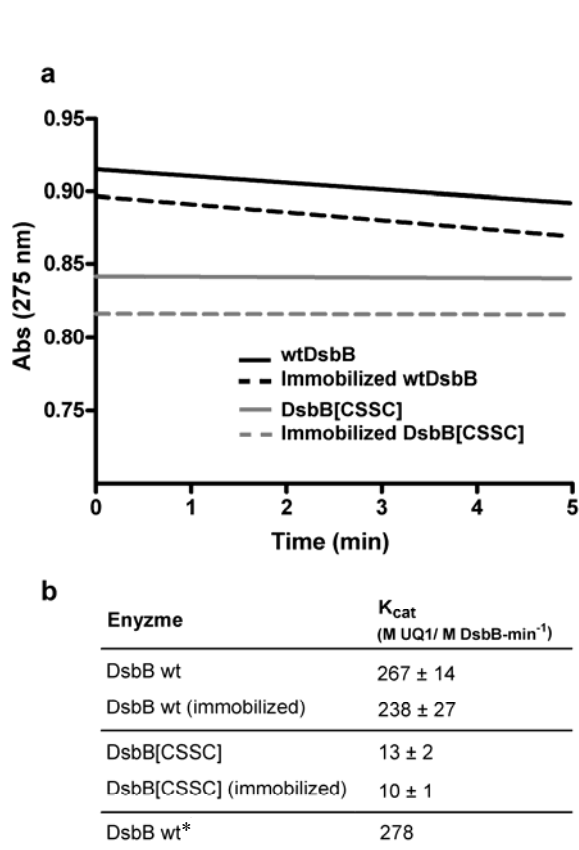 a
Abs (275 nm)
0.95
0.90
0.85
0.80
0.75
wtDsbB
Immobilized wtDsbB
DsbB[CSSC]
Immobilized DsbB[CSSC]
0 1 2 3 4 5
Time (min)
b
Enyzme Kcat
(M UQ1/ M DsbB-min⁻¹)
DsbB wt 267 ± 14
DsbB wt (immobilized) 238 ± 27
DsbB[CSSC] 13 ± 2
DsbB[CSSC] (immobilized) 10 ± 1
DsbB wt* 278